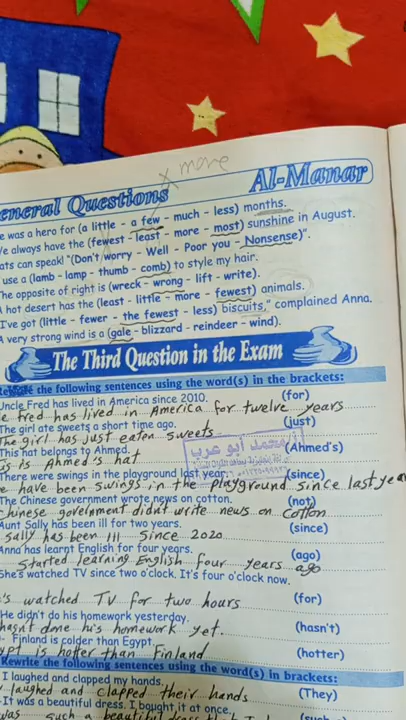 more
General Questions Al-Manar
e was a hero for (a little - a few - much - less) months.
e always have the (fewest - least - more - most) sunshine in August.
ats can speak! "(Don't worry - Well - Poor you - Nonsense)".
use a (lamb - lamp - thumb - comb) to style my hair.
The opposite of right is (wreck - wrong - lift - write).
A hot desert has the (least - little - more - fewest) animals.
I've got (little - fewer - the fewest - less) biscuits," complained Anna.
A very strong wind is a (gale - blizzard - reindeer - wind).
The Third Question in the Exam
Rewrite the following sentences using the word(s) in the brackets:
Uncle Fred has lived in America since 2010. (for)
e fred has lived in America for twelve years
The girl ate sweets a short time ago. (just)
The girl has just eaten sweets
This hat belongs to Ahmed. (Ahmed's)
is is Ahmed's hat
محمد أبو عرب
There were swings in the playground last year. (since)
e have been swings in the playground since last year
The Chinese government wrote news on cotton. (not)
Chinese government didn't write news on cotton
Aunt Sally has been ill for two years. (since)
sally has been Ill since 2020
Anna has learnt English for four years. (ago)
started learning English four years ago
She's watched TV since two o'clock. It's four o'clock now.
's watched TV for two hours (for)
He didn't do his homework yesterday.
hasn't done his homework yet. (hasn't)
- Finland is colder than Egypt.
ypt is hotter than Finland (hotter)
Rewrite the following sentences using the word(s) in brackets:
I laughed and clapped my hands.
y laughed and clapped their hands (They)
- It was a beautiful dress. I bought it at once.
was such a beautiful dress